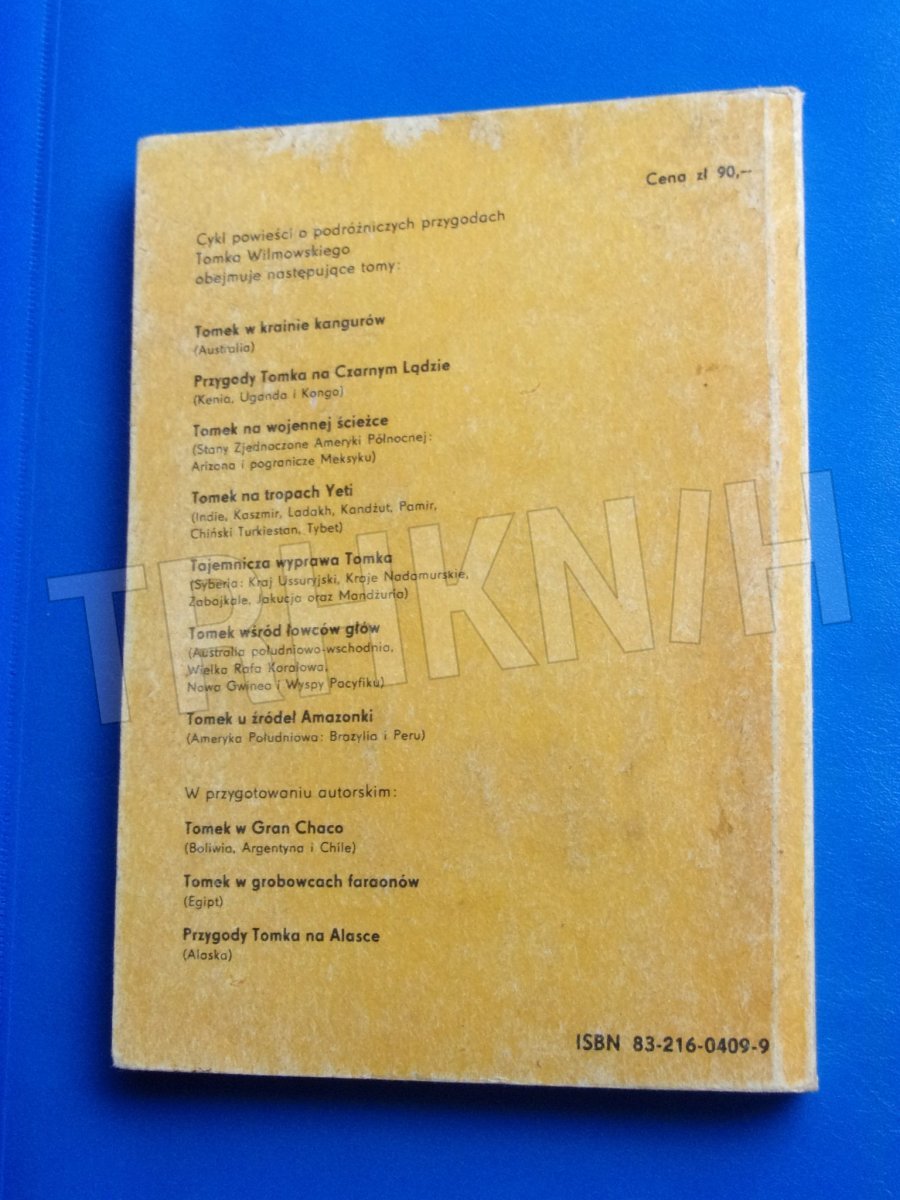 Cena zł 90,—
Cykl powieści o podróżniczych przygodach
Tomka Wilmowskiego
obejmuje następujące tomy:
Tomek w krainie kangurów
(Australia)
Przygody Tomka na Czarnym Lądzie
(Kenia, Uganda i Kongo)
Tomek na wojennej ścieżce
(Stany Zjednoczone Ameryki Północnej:
Arizona i pogranicze Meksyku)
Tomek na tropach Yeti
(Indie, Kaszmir, Ladakh, Kandżut, Pamir,
Chiński Turkiestan, Tybet)
Tajemnicza wyprawa Tomka
(Syberia: Kraj Ussuryjski, Kraje Nadamurskie,
Zabajkale, Jakucja oraz Mandżuria)
Tomek wśród łowców głów
(Australia południowo-wschodnia,
Wielka Rafa Koralowa,
Nowa Gwinea i Wyspy Pacyfiku)
Tomek u źródeł Amazonki
(Ameryka Południowa: Brazylia i Peru)
W przygotowaniu autorskim:
Tomek w Gran Chaco
(Boliwia, Argentyna i Chile)
Tomek w grobowcach faraonów
(Egipt)
Przygody Tomka na Alasce
(Alaska)
ISBN 83-216-0409-9
TRHKNIH